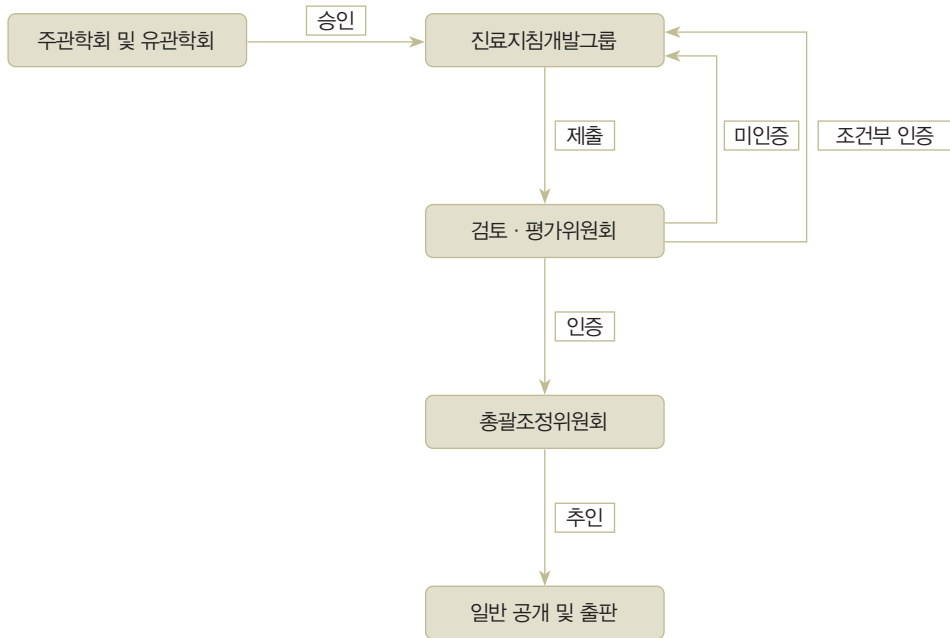 승인
주관학회 및 유관학회
진료지침개발그룹
제출
미인증
조건부 인증
검토 · 평가위원회
인증
총괄조정위원회
추인
일반 공개 및 출판